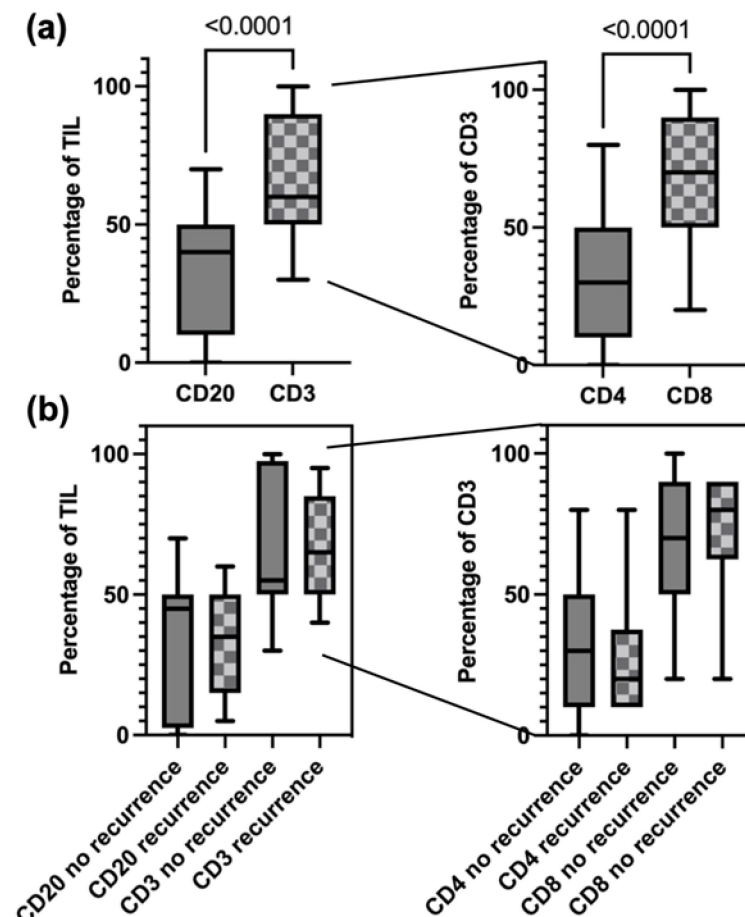 (a)
<0.0001
Percentage of TIL
100
50
0
CD20 CD3
<0.0001
Percentage of CD3
100
50
0
CD4 CD8
(b)
Percentage of TIL
100
50
0
CD20 no recurrence
CD20 recurrence
CD3 no recurrence
CD3 recurrence
Percentage of CD3
100
50
0
CD4 no recurrence
CD4 recurrence
CD8 no recurrence
CD8 no recurrence